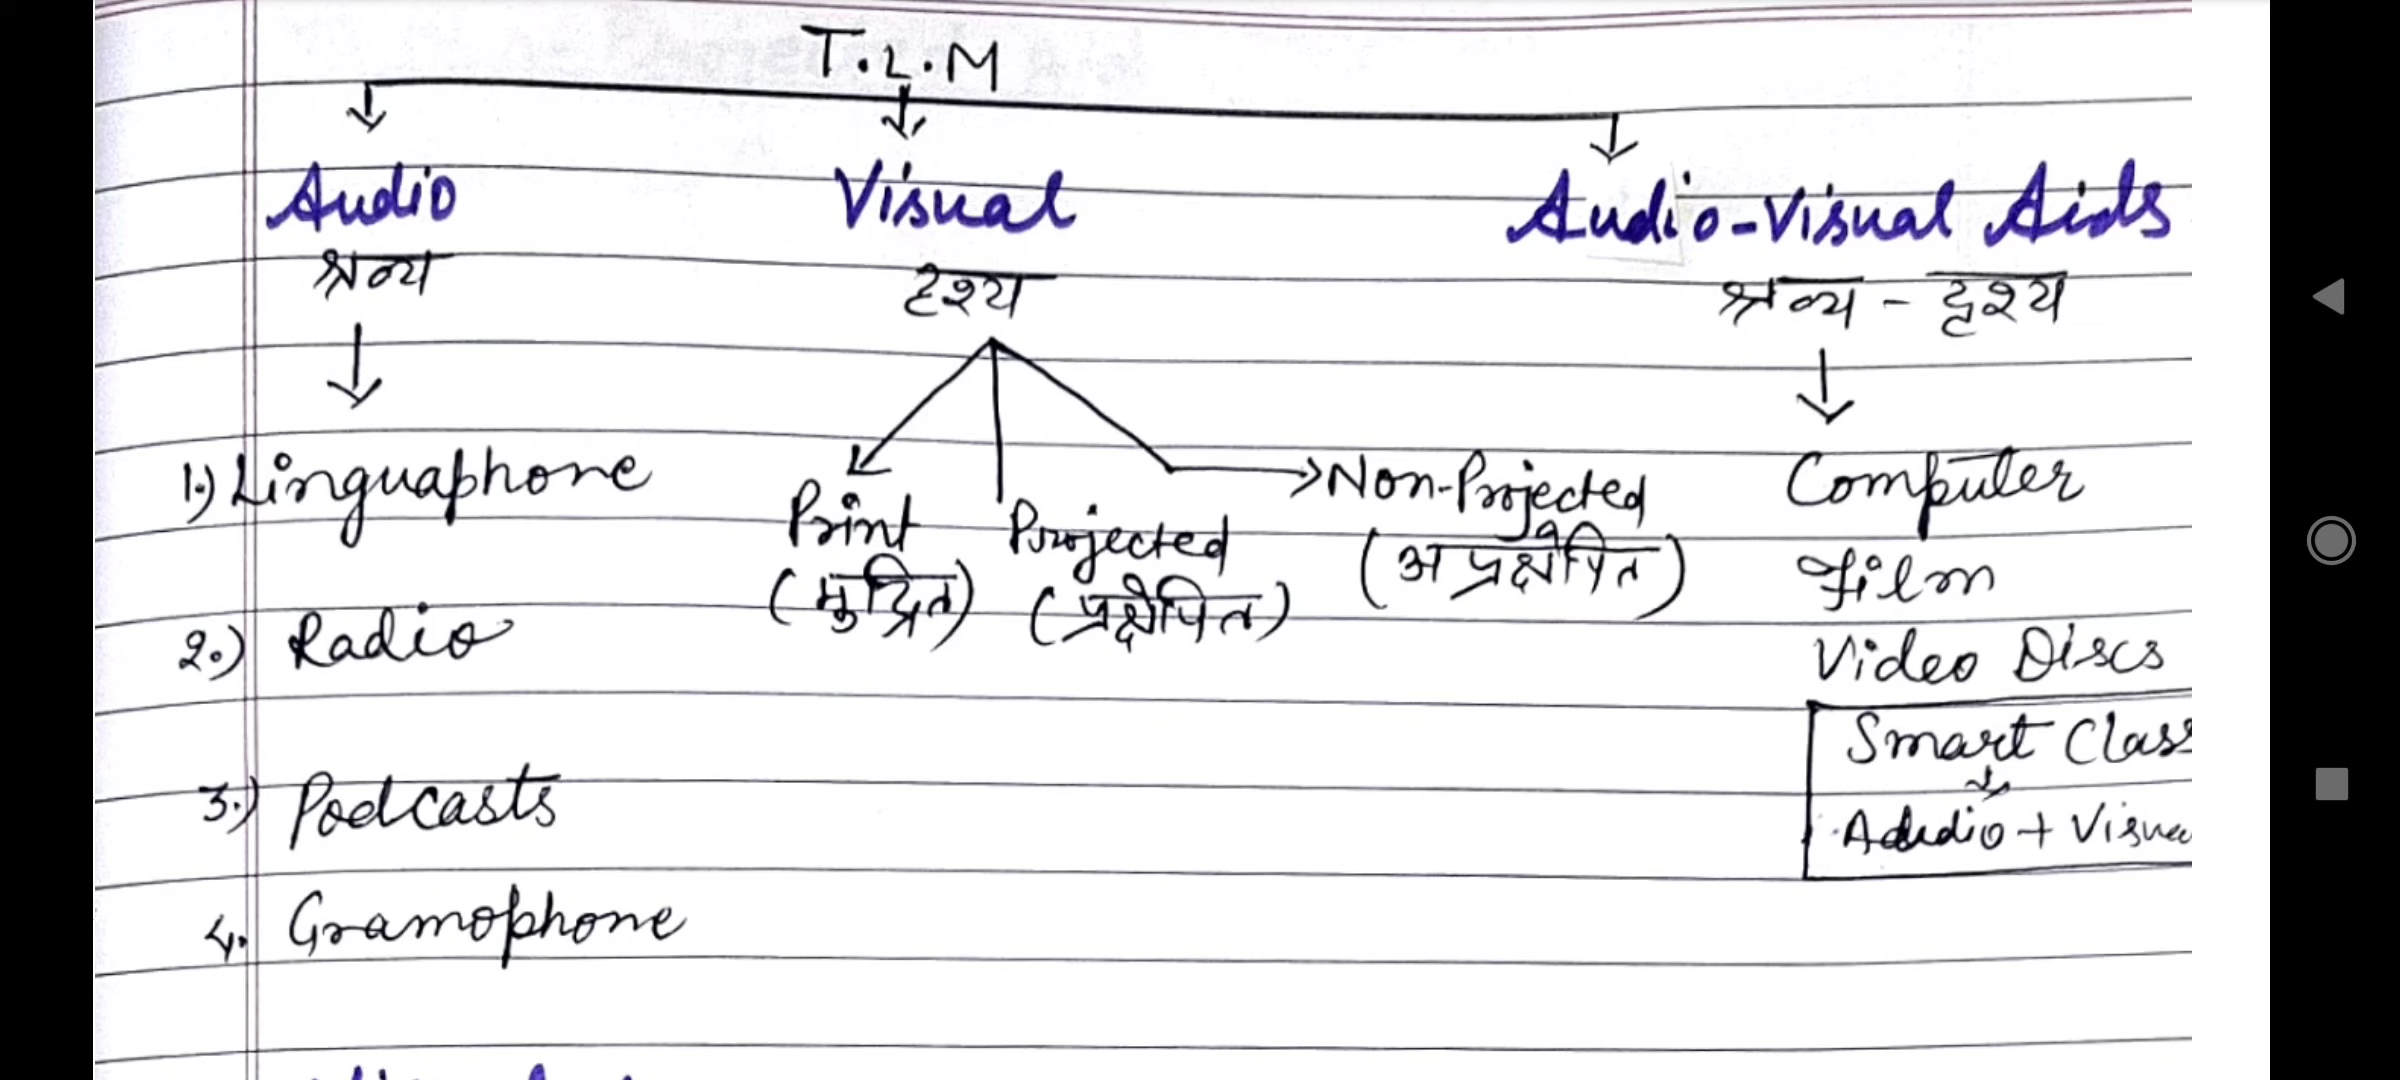 T.L.M
Audio Visual Audio-Visual Aids
श्रव्य दृश्य श्रव्य - दृश्य
1.) Linguaphone
Print (मुद्रित)
Projected (प्रक्षेपित)
Non-Projected (अप्रक्षेपित)
Computer
Film
2.) Radio
Video Discs
Smart Class
3.) Podcasts
Audio + Visual
4. Gramophone